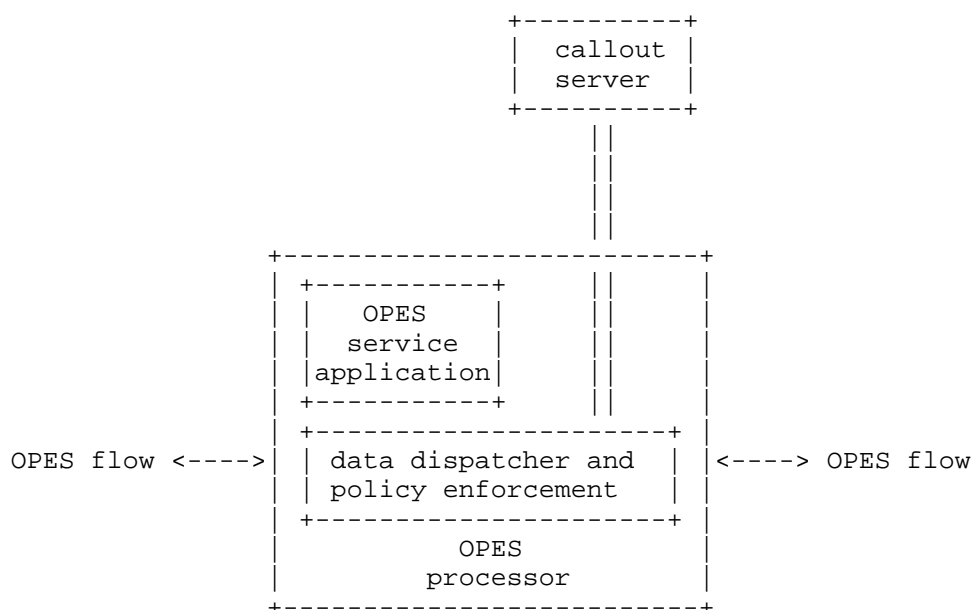 callout
server
OPES
service
application
OPES flow <----> data dispatcher and <----> OPES flow
policy enforcement
OPES
processor